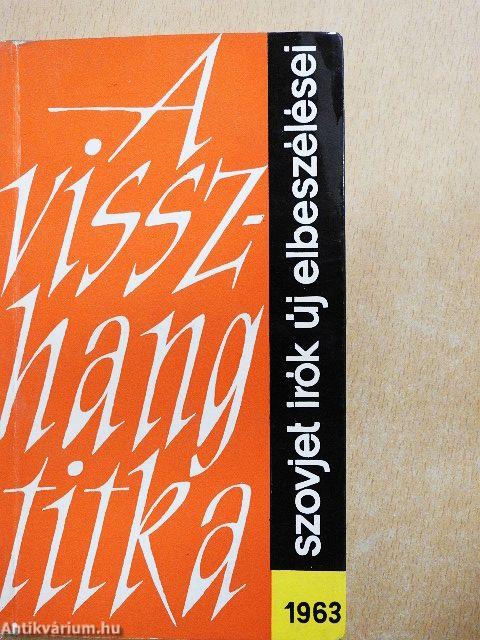 A
vissz-
hang
titka
szovjet írók új elbeszélései
1963
Antikvárium.hu